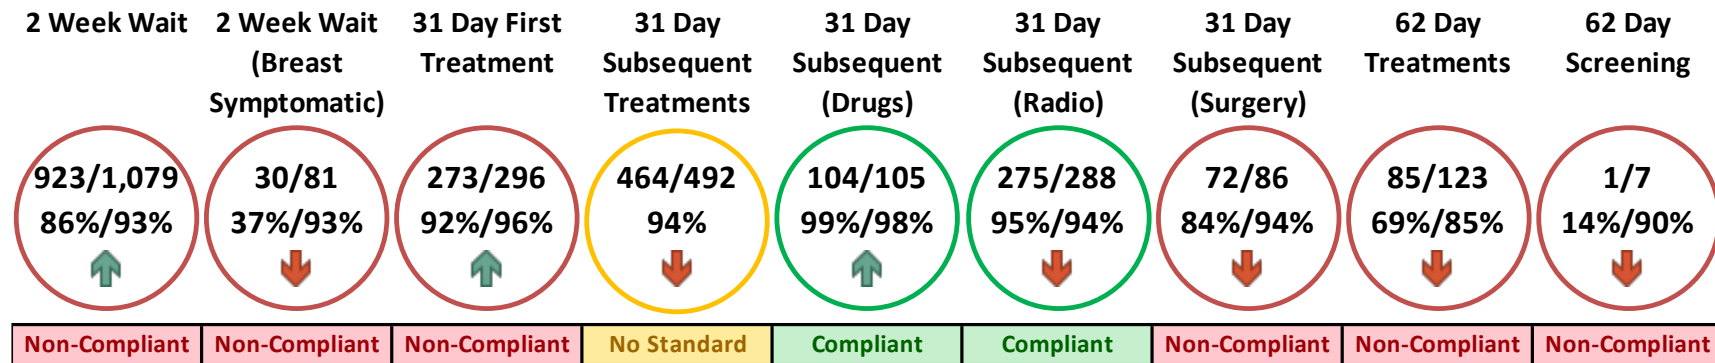 2 Week Wait
2 Week Wait
(Breast
Symptomatic)
31 Day First
Treatment
31 Day
Subsequent
Treatments
31 Day
Subsequent
(Drugs)
31 Day
Subsequent
(Radio)
31 Day
Subsequent
(Surgery)
62 Day
Treatments
62 Day
Screening
923/1,079
86%/93%
30/81
37%/93%
273/296
92%/96%
464/492
94%
104/105
99%/98%
275/288
95%/94%
72/86
84%/94%
85/123
69%/85%
1/7
14%/90%
Non-Compliant
Non-Compliant
Non-Compliant
No Standard
Compliant
Compliant
Non-Compliant
Non-Compliant
Non-Compliant